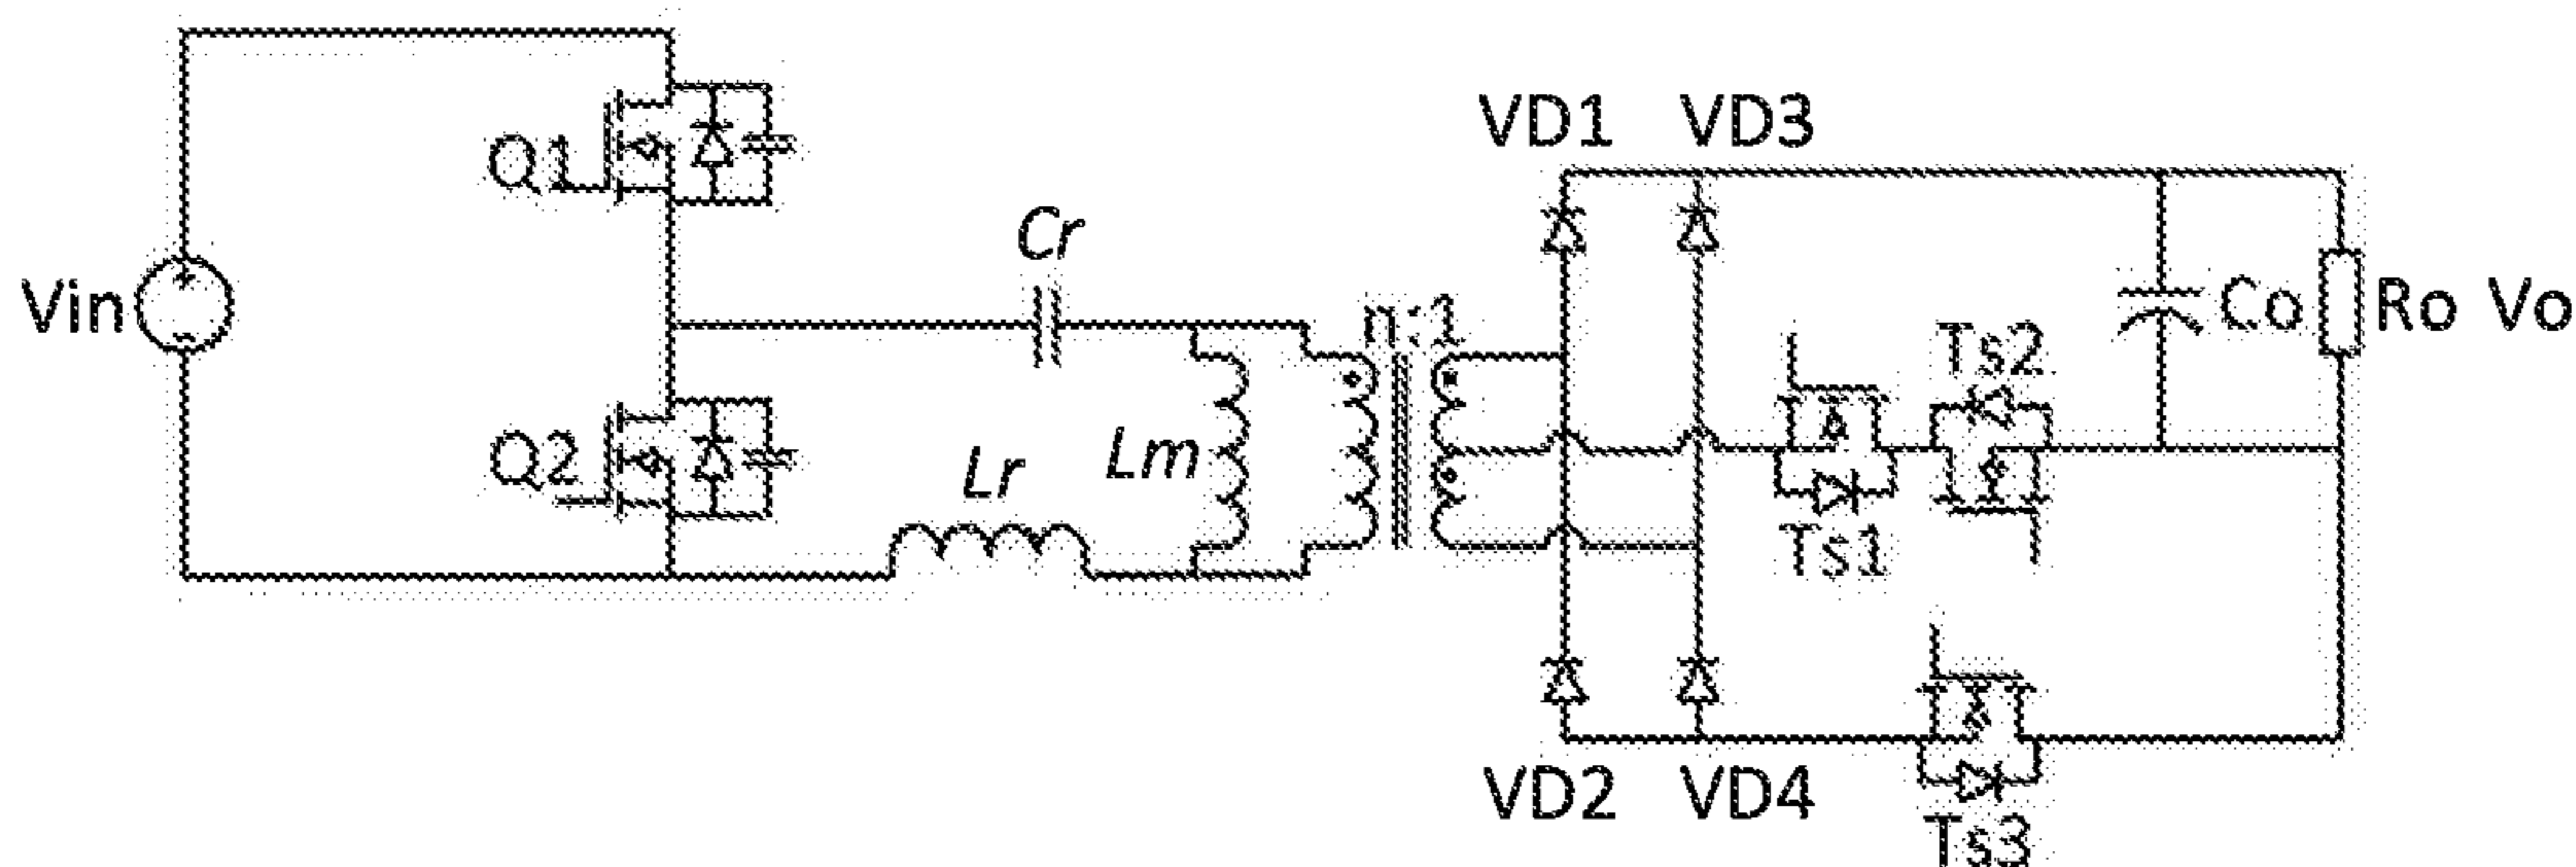 VD1 VD3
Q1
Cr
Vin
n:1
Co
Ro Vo
Ts2
Q2
Lr
Lm
Ts1
VD2 VD4
Ts3